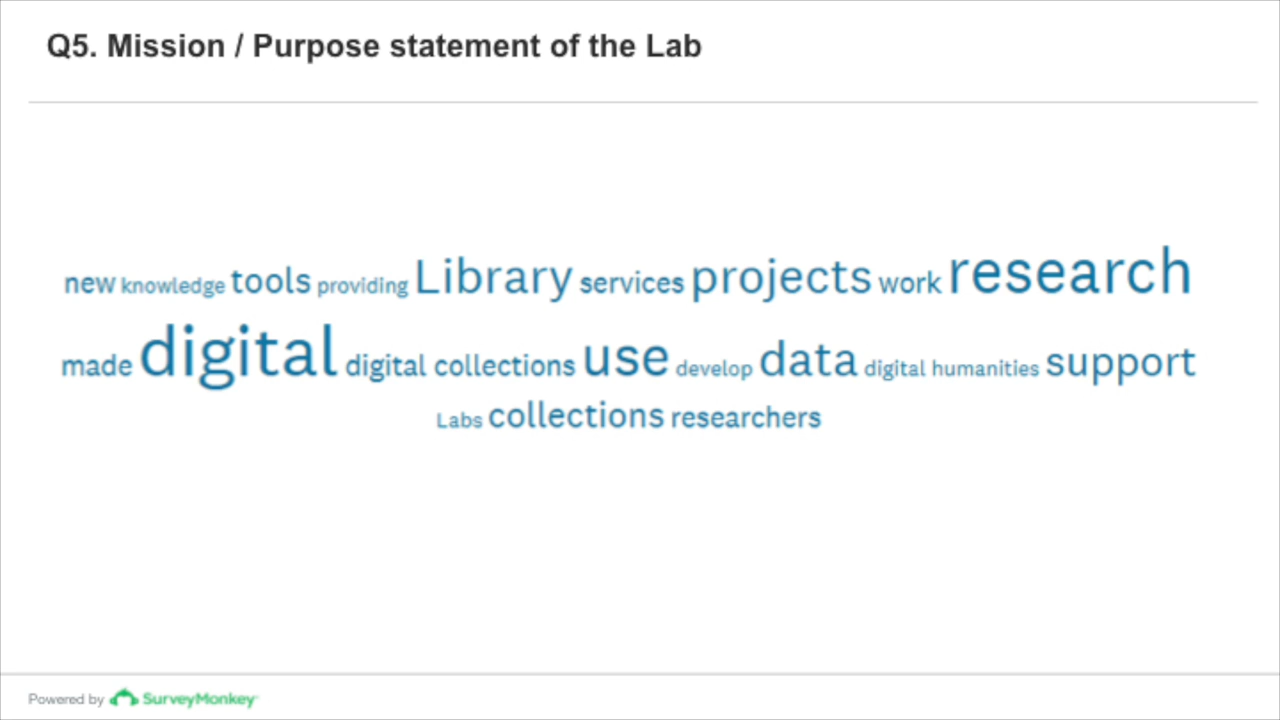 Q5. Mission / Purpose statement of the Lab
new knowledge tools providing Library services projects work research
made digital digital collections use develop data digital humanities support
Labs collections researchers
Powered by SurveyMonkey